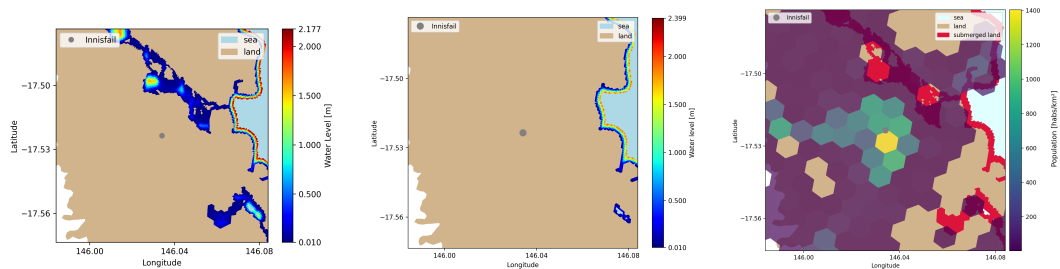 Innisfail
sea
land
−17.50
−17.53
−17.56
146.00
146.04
146.08
Latitude
Longitude
2.177
2.000
1.500
1.000
0.500
0.010
Water Level [m]
Innisfail
sea
land
−17.50
−17.53
−17.56
146.00
146.04
146.08
Latitude
Longitude
2.399
2.000
1.500
1.000
0.500
0.010
Water level [m]
Innisfail
sea
land
submerged land
−17.50
−17.53
−17.56
146.00
146.04
146.08
Latitude
Longitude
1400
1200
1000
800
600
400
200
Population [habs/km²]